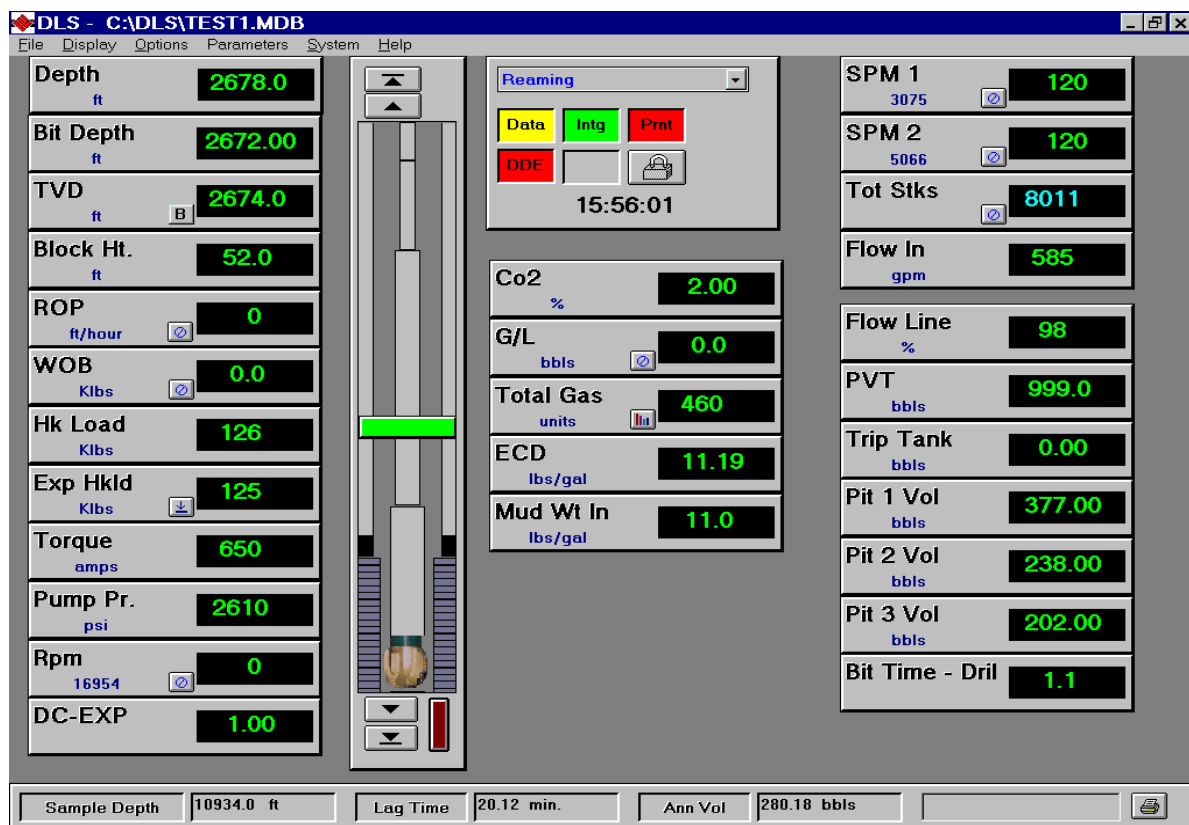 DLS - C:\DLS\TEST1.MDB
File Display Options Parameters System Help
Depth
ft
2678.0
Bit Depth
ft
2672.00
TVD
ft
B
2674.0
Block Ht.
ft
52.0
ROP
ft/hour
0
WOB
Klbs
0.0
Hk Load
Klbs
126
Exp Hkld
Klbs
125
Torque
amps
650
Pump Pr.
psi
2610
Rpm
16954
0
DC-EXP
1.00
Reaming
Data Intg Prnt
DDE
15:56:01
Co2
%
2.00
G/L
bbls
0.0
Total Gas
units
460
ECD
lbs/gal
11.19
Mud Wt In
lbs/gal
11.0
SPM 1
3075
120
SPM 2
5066
120
Tot Stks
8011
Flow In
gpm
585
Flow Line
%
98
PVT
bbls
999.0
Trip Tank
bbls
0.00
Pit 1 Vol
bbls
377.00
Pit 2 Vol
bbls
238.00
Pit 3 Vol
bbls
202.00
Bit Time - Dril
1.1
Sample Depth 10934.0 ft Lag Time 20.12 min. Ann Vol 280.18 bbls